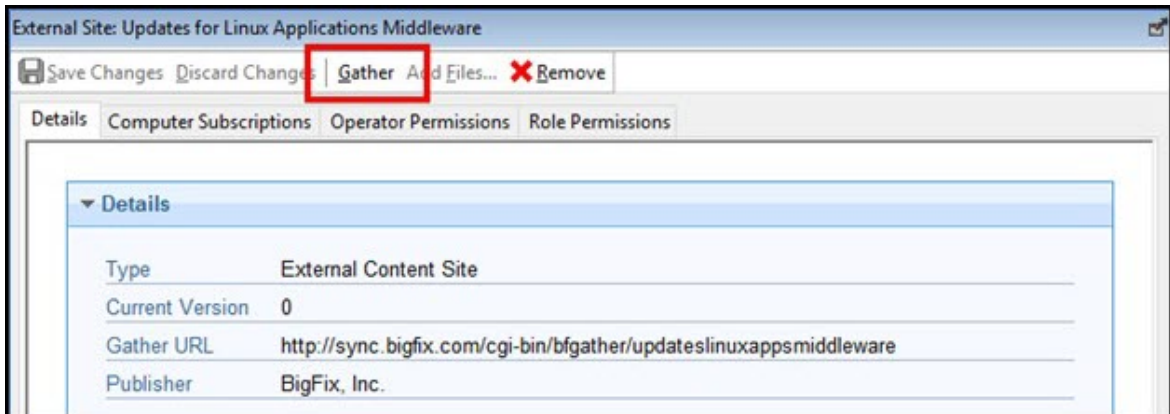 External Site: Updates for Linux Applications Middleware
Save Changes Discard Changes Gather Add Files... Remove
Details Computer Subscriptions Operator Permissions Role Permissions
Details
Type External Content Site
Current Version 0
Gather URL http://sync.bigfix.com/cgi-bin/bfgather/updateslinuxappsmiddleware
Publisher BigFix, Inc.